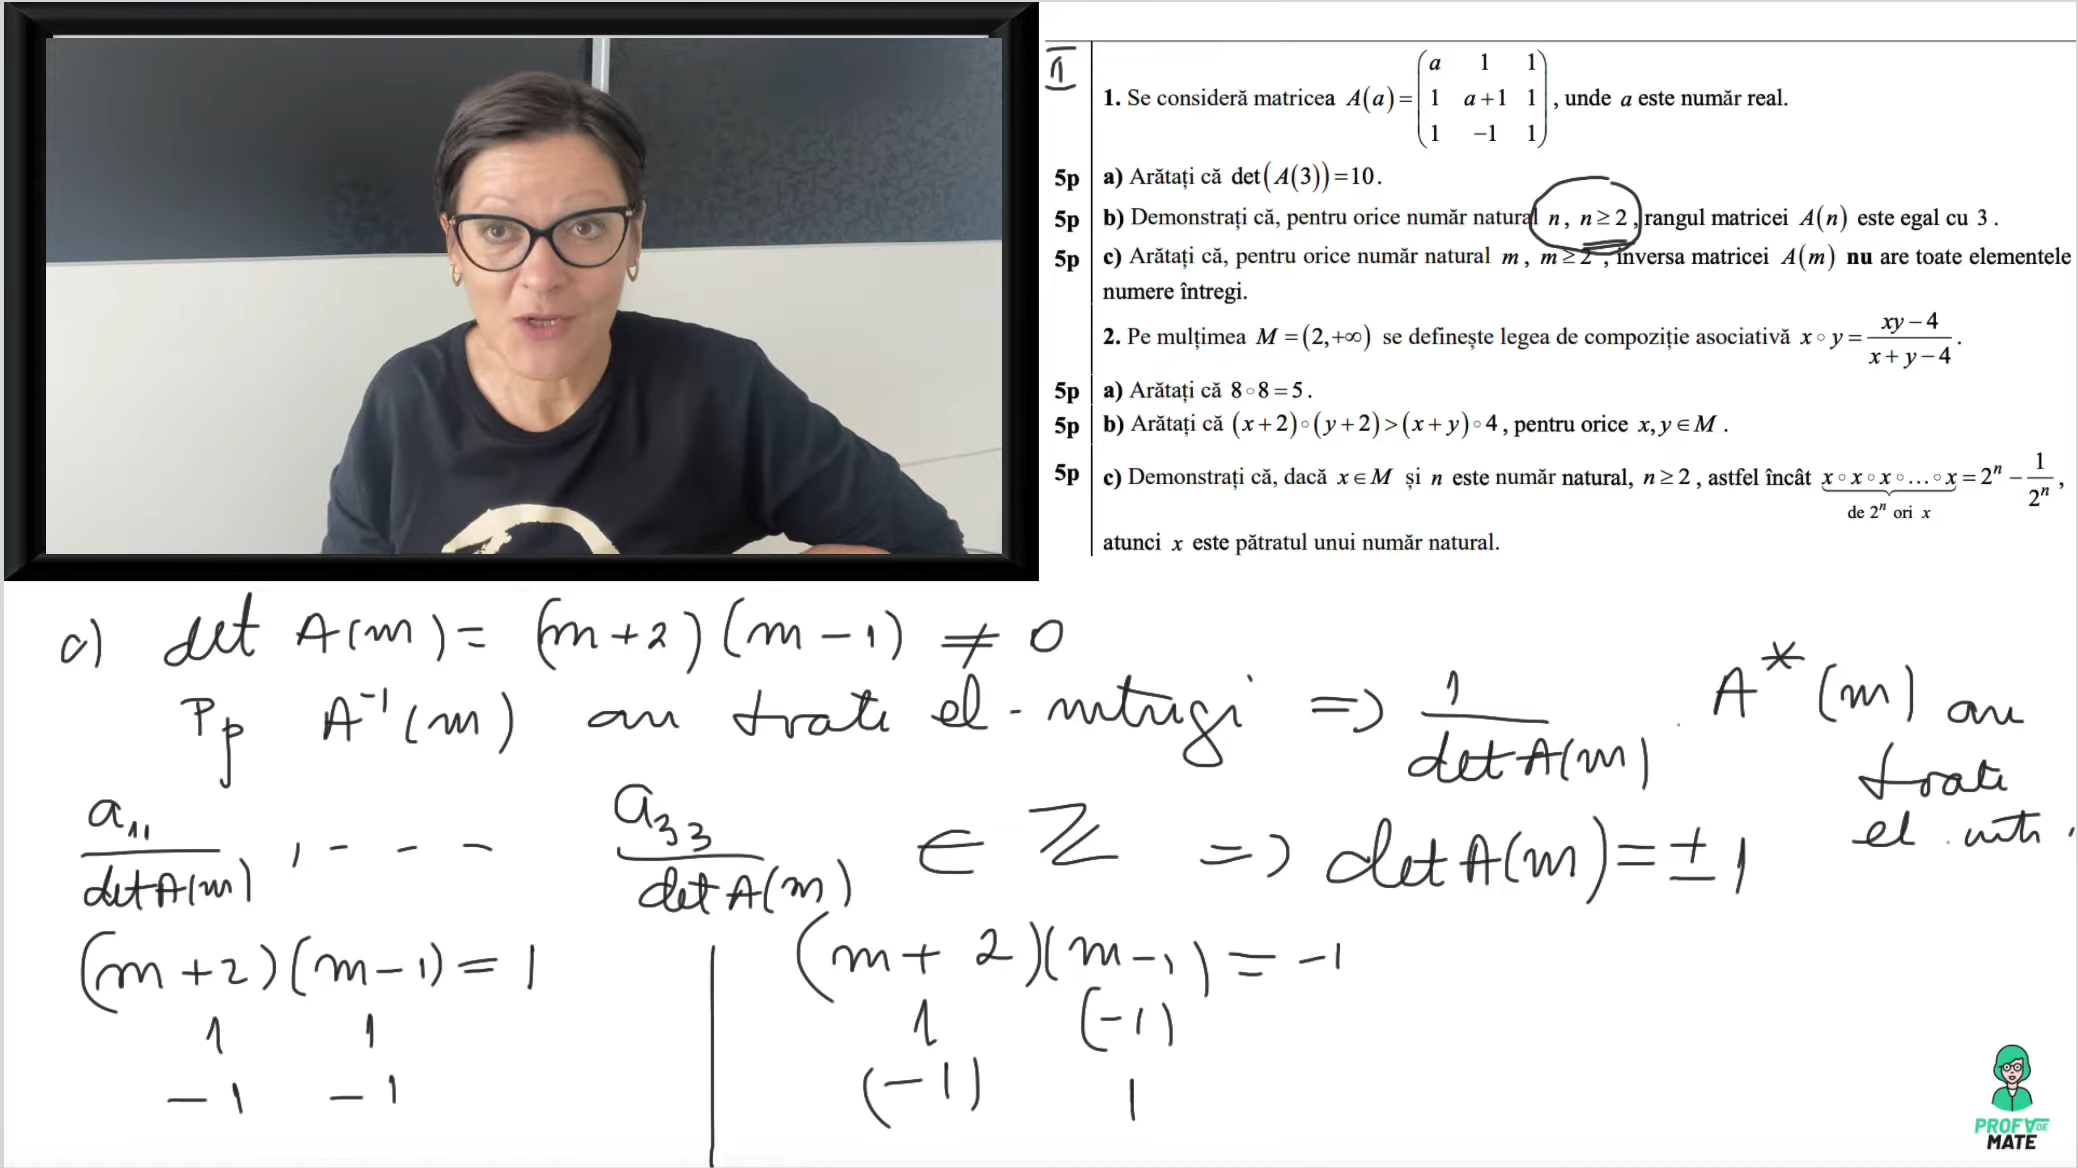 II
1. Se consideră matricea A(a) = (a 1 1
1 a+1 1
1 −1 1), unde a este număr real.
5p a) Arătați că det(A(3)) = 10.
5p b) Demonstrați că, pentru orice număr natural n, n ≥ 2, rangul matricei A(n) este egal cu 3.
5p c) Arătați că, pentru orice număr natural m, m ≥ 2, inversa matricei A(m) nu are toate elementele
numere întregi.
2. Pe mulțimea M = (2,+∞) se definește legea de compoziție asociativă x∘y = (xy−4)/(x+y−4).
5p a) Arătați că 8∘8 = 5.
5p b) Arătați că (x+2)∘(y+2) > (x+y)∘4, pentru orice x, y ∈ M.
5p c) Demonstrați că, dacă x ∈ M și n este număr natural, n ≥ 2, astfel încât x∘x∘x∘...∘x = 2ⁿ − 1/2ⁿ,
de 2ⁿ ori x
atunci x este pătratul unui număr natural.
c) det A(m) = (m+2)(m−1) ≠ 0
Pp A⁻¹(m) au toate el. intregi => 1/det A(m) · A*(m) au
toate
el. intr.
a₁₁/det A(m), - - - a₃₃/det A(m) ∈ ℤ => det A(m) = ±1
(m+2)(m−1) = 1 | (m+2)(m−1) = −1
1 1 1 (−1)
−1 −1 (−1) 1
PROFA DE
MATE